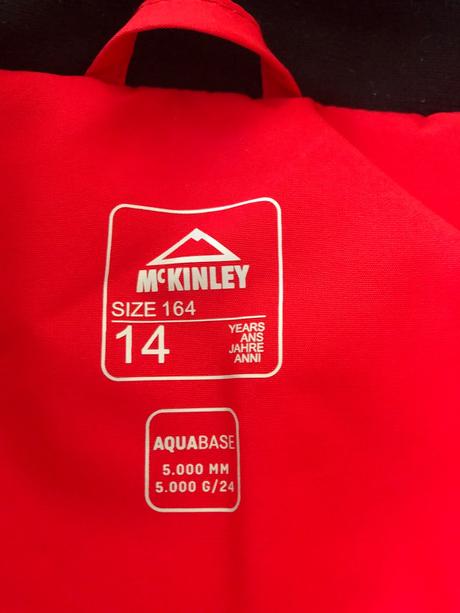 McKINLEY
SIZE 164
14
YEARS
ANS
JAHRE
ANNI
AQUABASE
5.000 MM
5.000 G/24